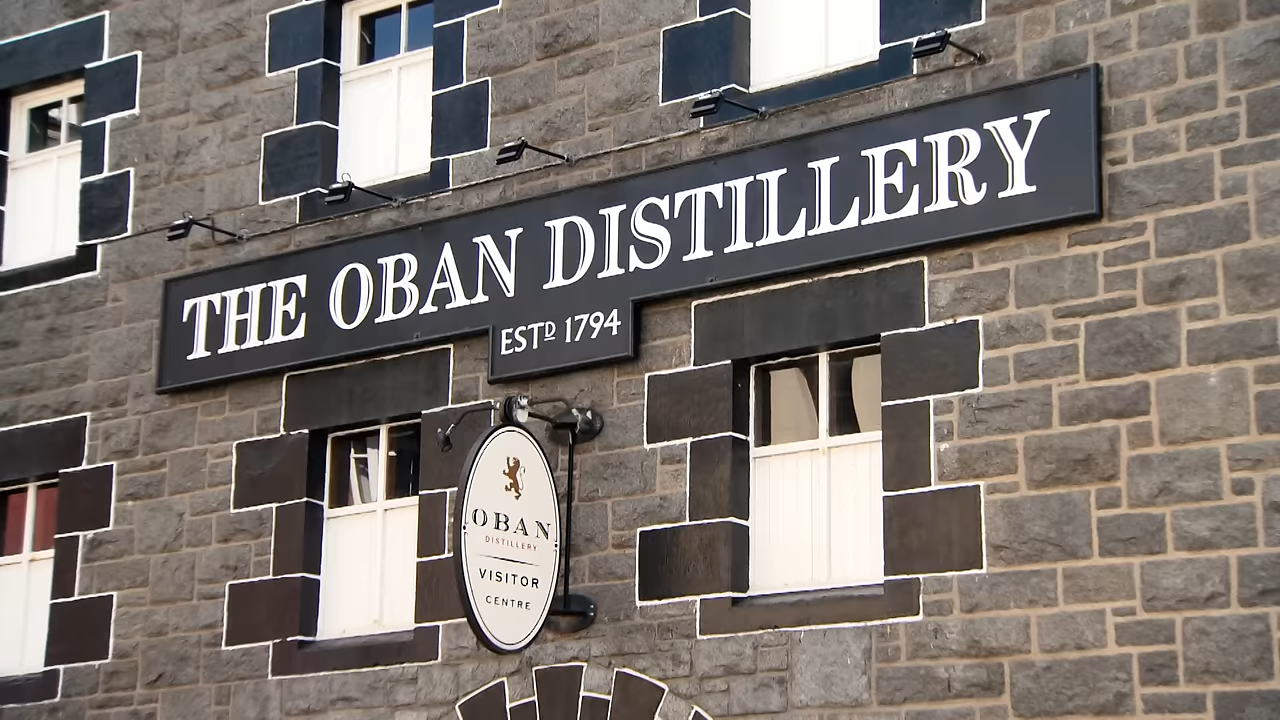 THE OBAN DISTILLERY
ESTD 1794
OBAN
DISTILLERY
VISITOR
CENTRE